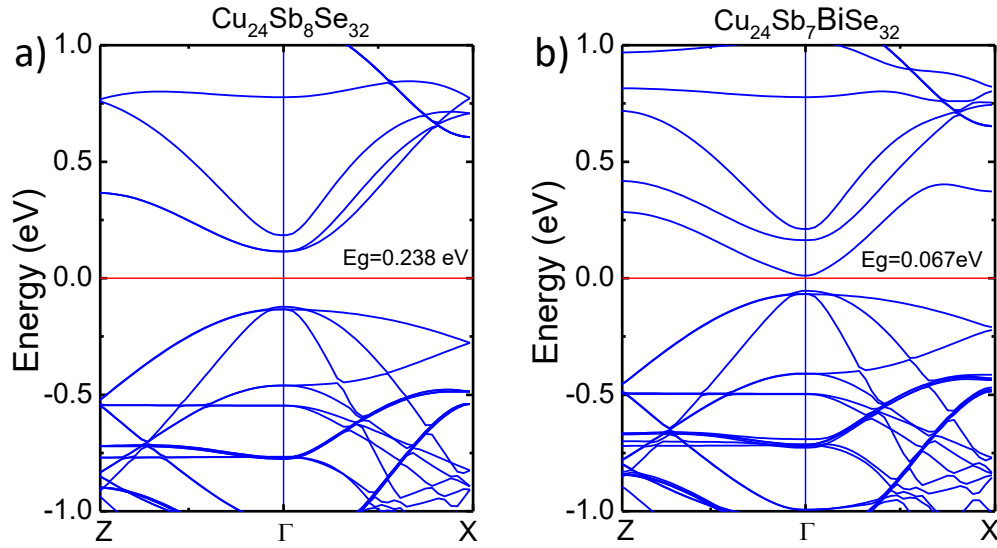 a)
Cu₂₄Sb₈Se₃₂
Energy (eV)
1.0
0.5
0.0
-0.5
-1.0
Eg=0.238 eV
Z
Γ
X
b)
Cu₂₄Sb₇BiSe₃₂
Energy (eV)
1.0
0.5
0.0
-0.5
-1.0
Eg=0.067eV
Z
Γ
X